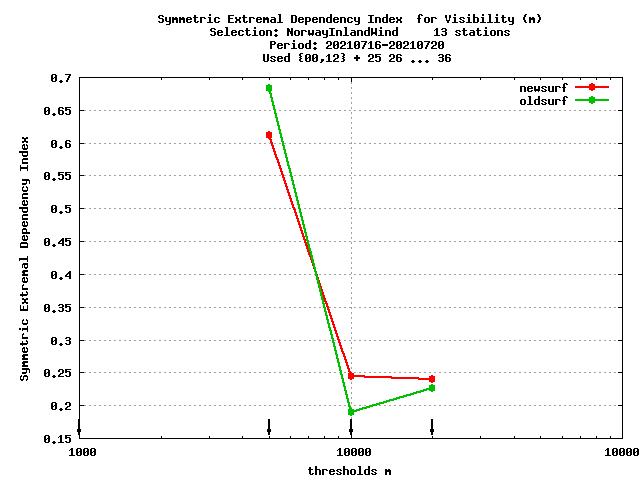 Symmetric Extremal Dependency Index for Visibility (m)
Selection: NorwayInlandWind 13 stations
Period: 20210716-20210720
Used {00,12} + 25 26 ... 36
newsurf
oldsurf
Symmetric Extremal Dependency Index
0.7
0.65
0.6
0.55
0.5
0.45
0.4
0.35
0.3
0.25
0.2
0.15
1000 10000 10000
thresholds m